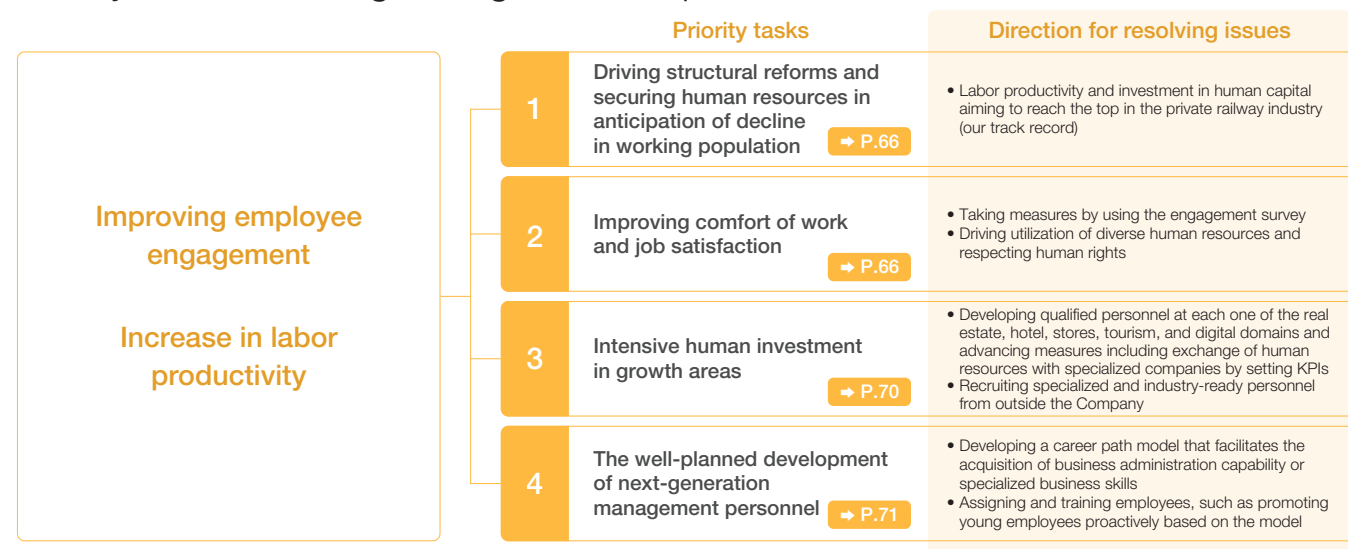 Priority tasks
Direction for resolving issues
Improving employee
engagement
Increase in labor
productivity
1
Driving structural reforms and
securing human resources in
anticipation of decline
in working population
➡ P.66
• Labor productivity and investment in human capital
aiming to reach the top in the private railway industry
(our track record)
2
Improving comfort of work
and job satisfaction
➡ P.66
• Taking measures by using the engagement survey
• Driving utilization of diverse human resources and
respecting human rights
3
Intensive human investment
in growth areas
➡ P.70
• Developing qualified personnel at each one of the real
estate, hotel, stores, tourism, and digital domains and
advancing measures including exchange of human
resources with specialized companies by setting KPIs
• Recruiting specialized and industry-ready personnel
from outside the Company
4
The well-planned development
of next-generation
management personnel
➡ P.71
• Developing a career path model that facilitates the
acquisition of business administration capability or
specialized business skills
• Assigning and training employees, such as promoting
young employees proactively based on the model